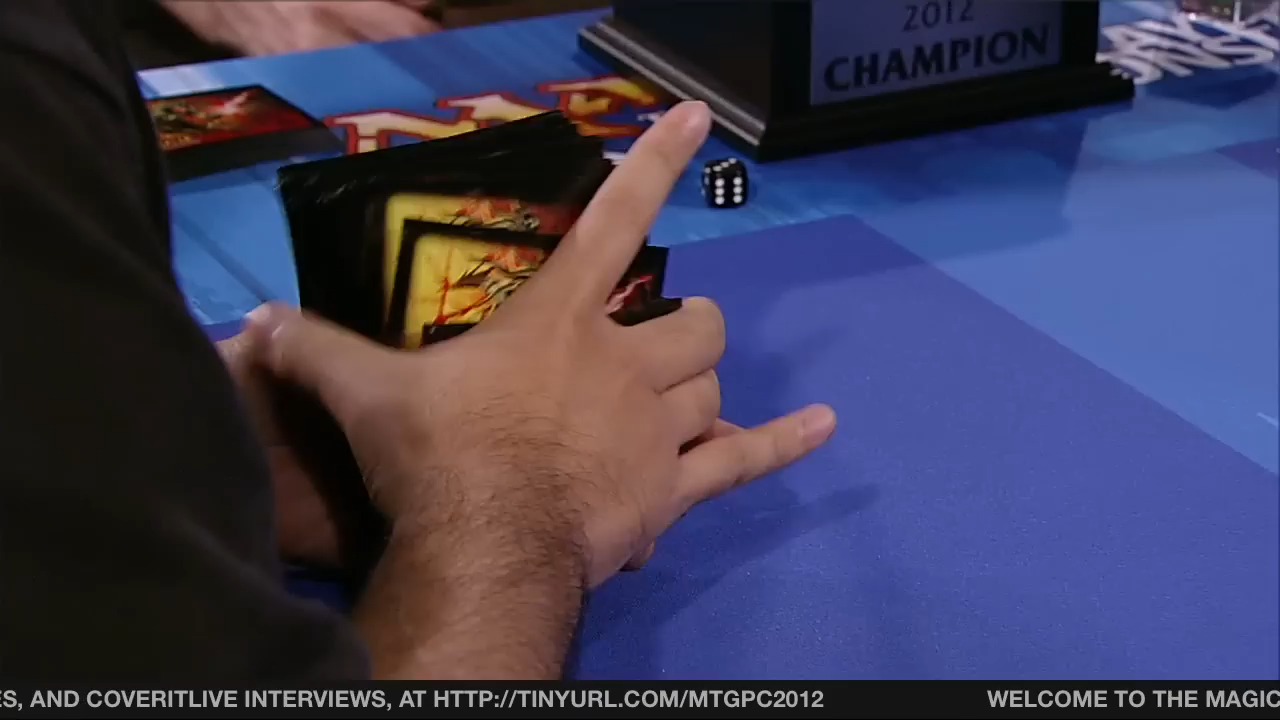 2012
CHAMPION
ES, AND COVERITLIVE INTERVIEWS, AT HTTP://TINYURL.COM/MTGPC2012 WELCOME TO THE MAGIC